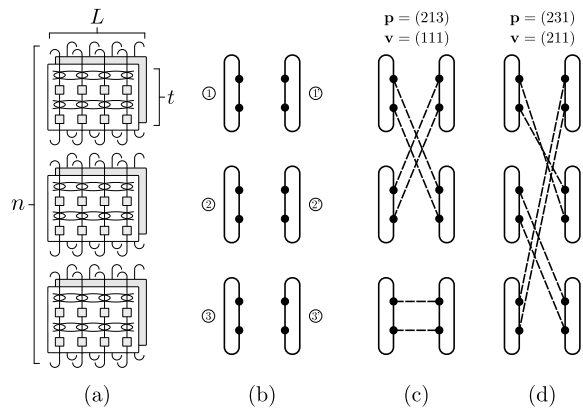 L
p = (213)
v = (111)
p = (231)
v = (211)
t
n
① ①'
② ②'
③ ③'
(a) (b) (c) (d)